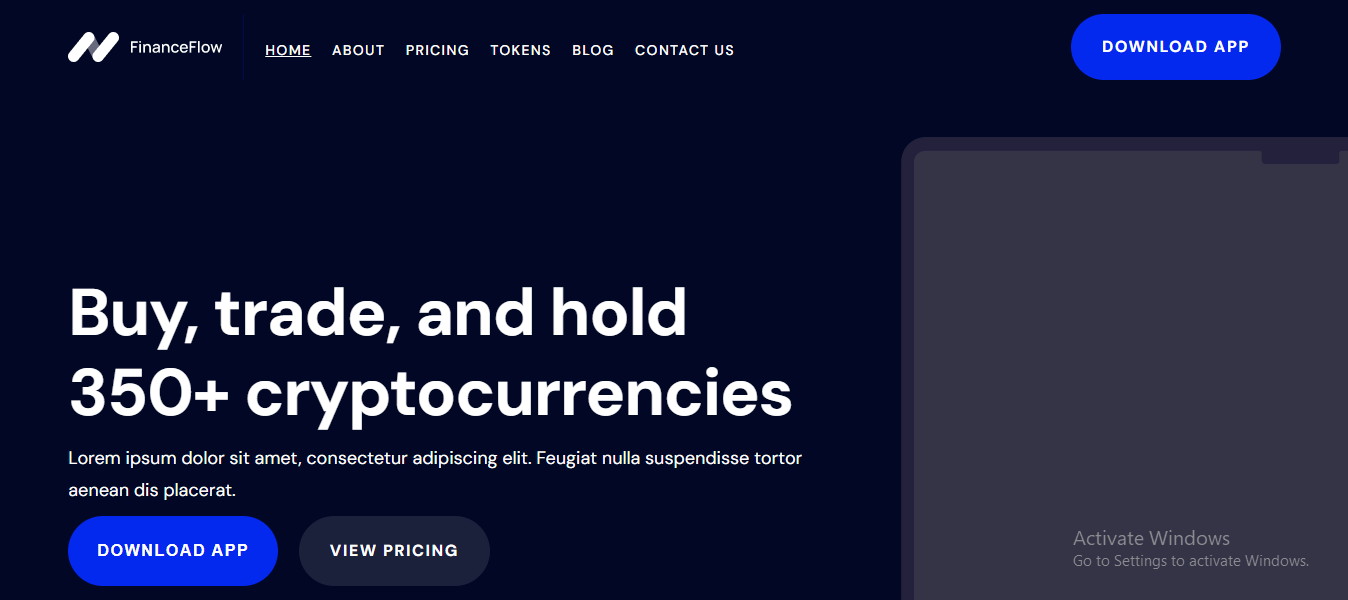 FinanceFlow
HOME ABOUT PRICING TOKENS BLOG CONTACT US
DOWNLOAD APP
Buy, trade, and hold
350+ cryptocurrencies
Lorem ipsum dolor sit amet, consectetur adipiscing elit. Feugiat nulla suspendisse tortor
aenean dis placerat.
DOWNLOAD APP
VIEW PRICING
Activate Windows
Go to Settings to activate Windows.